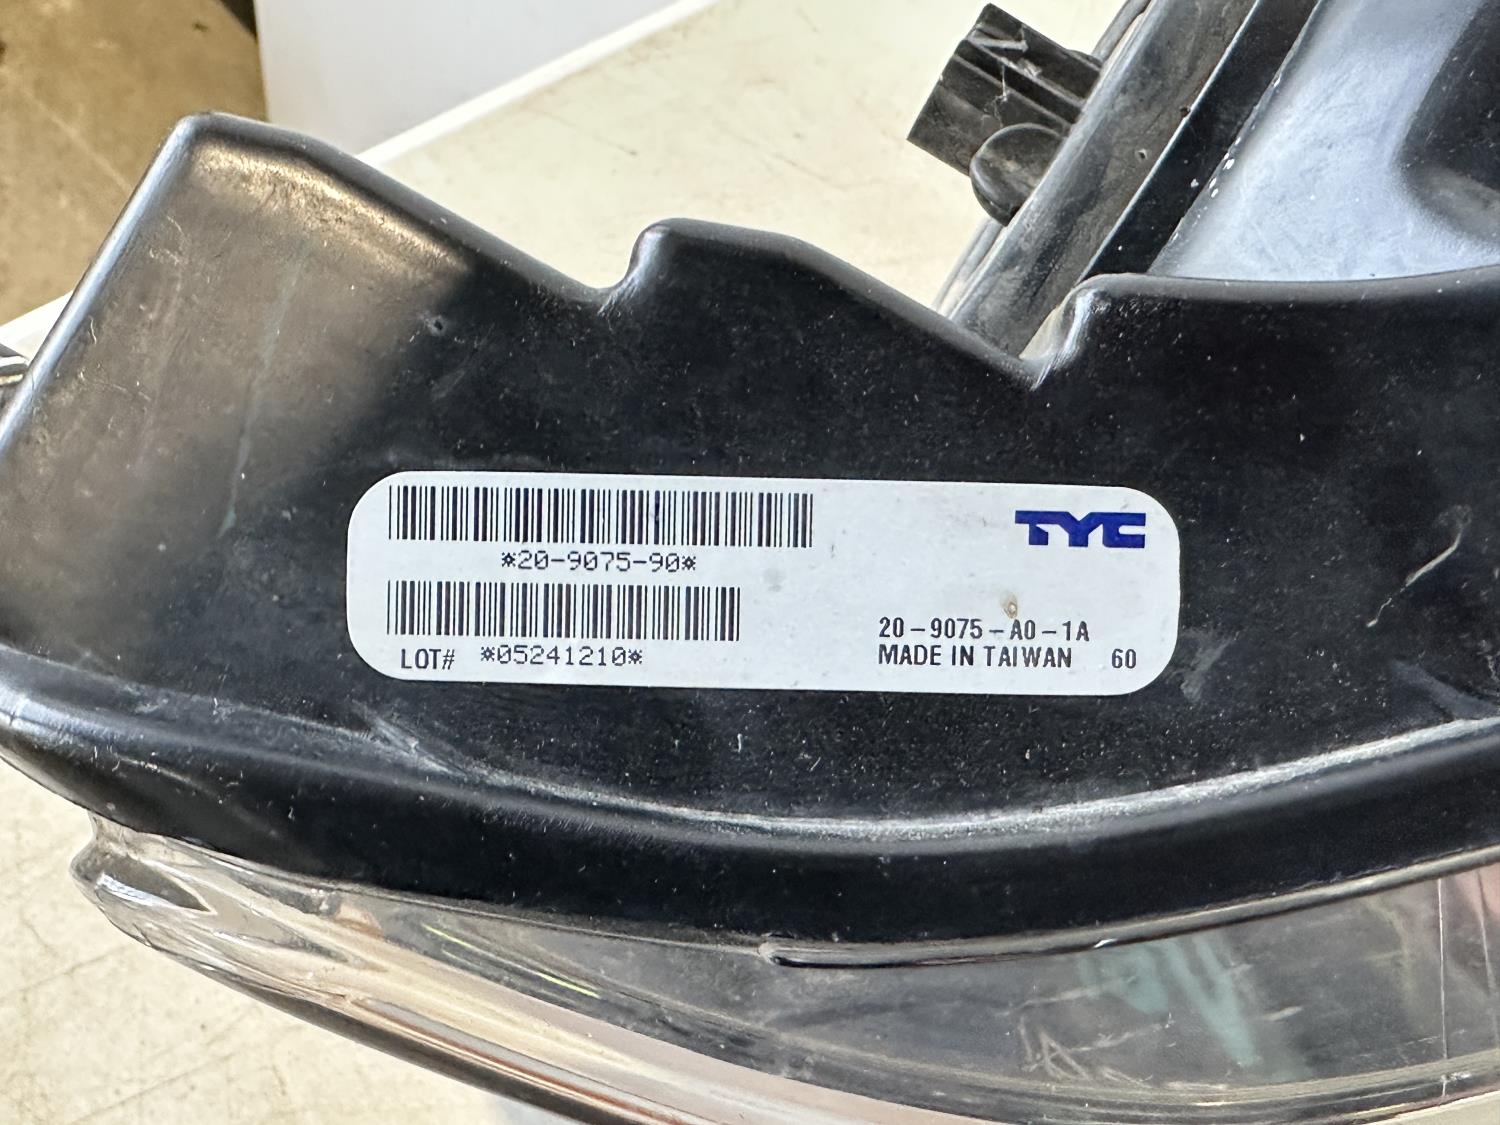 *20-9075-90*
TYC
LOT# *05241210*
20-9075-A0-1A
MADE IN TAIWAN 60